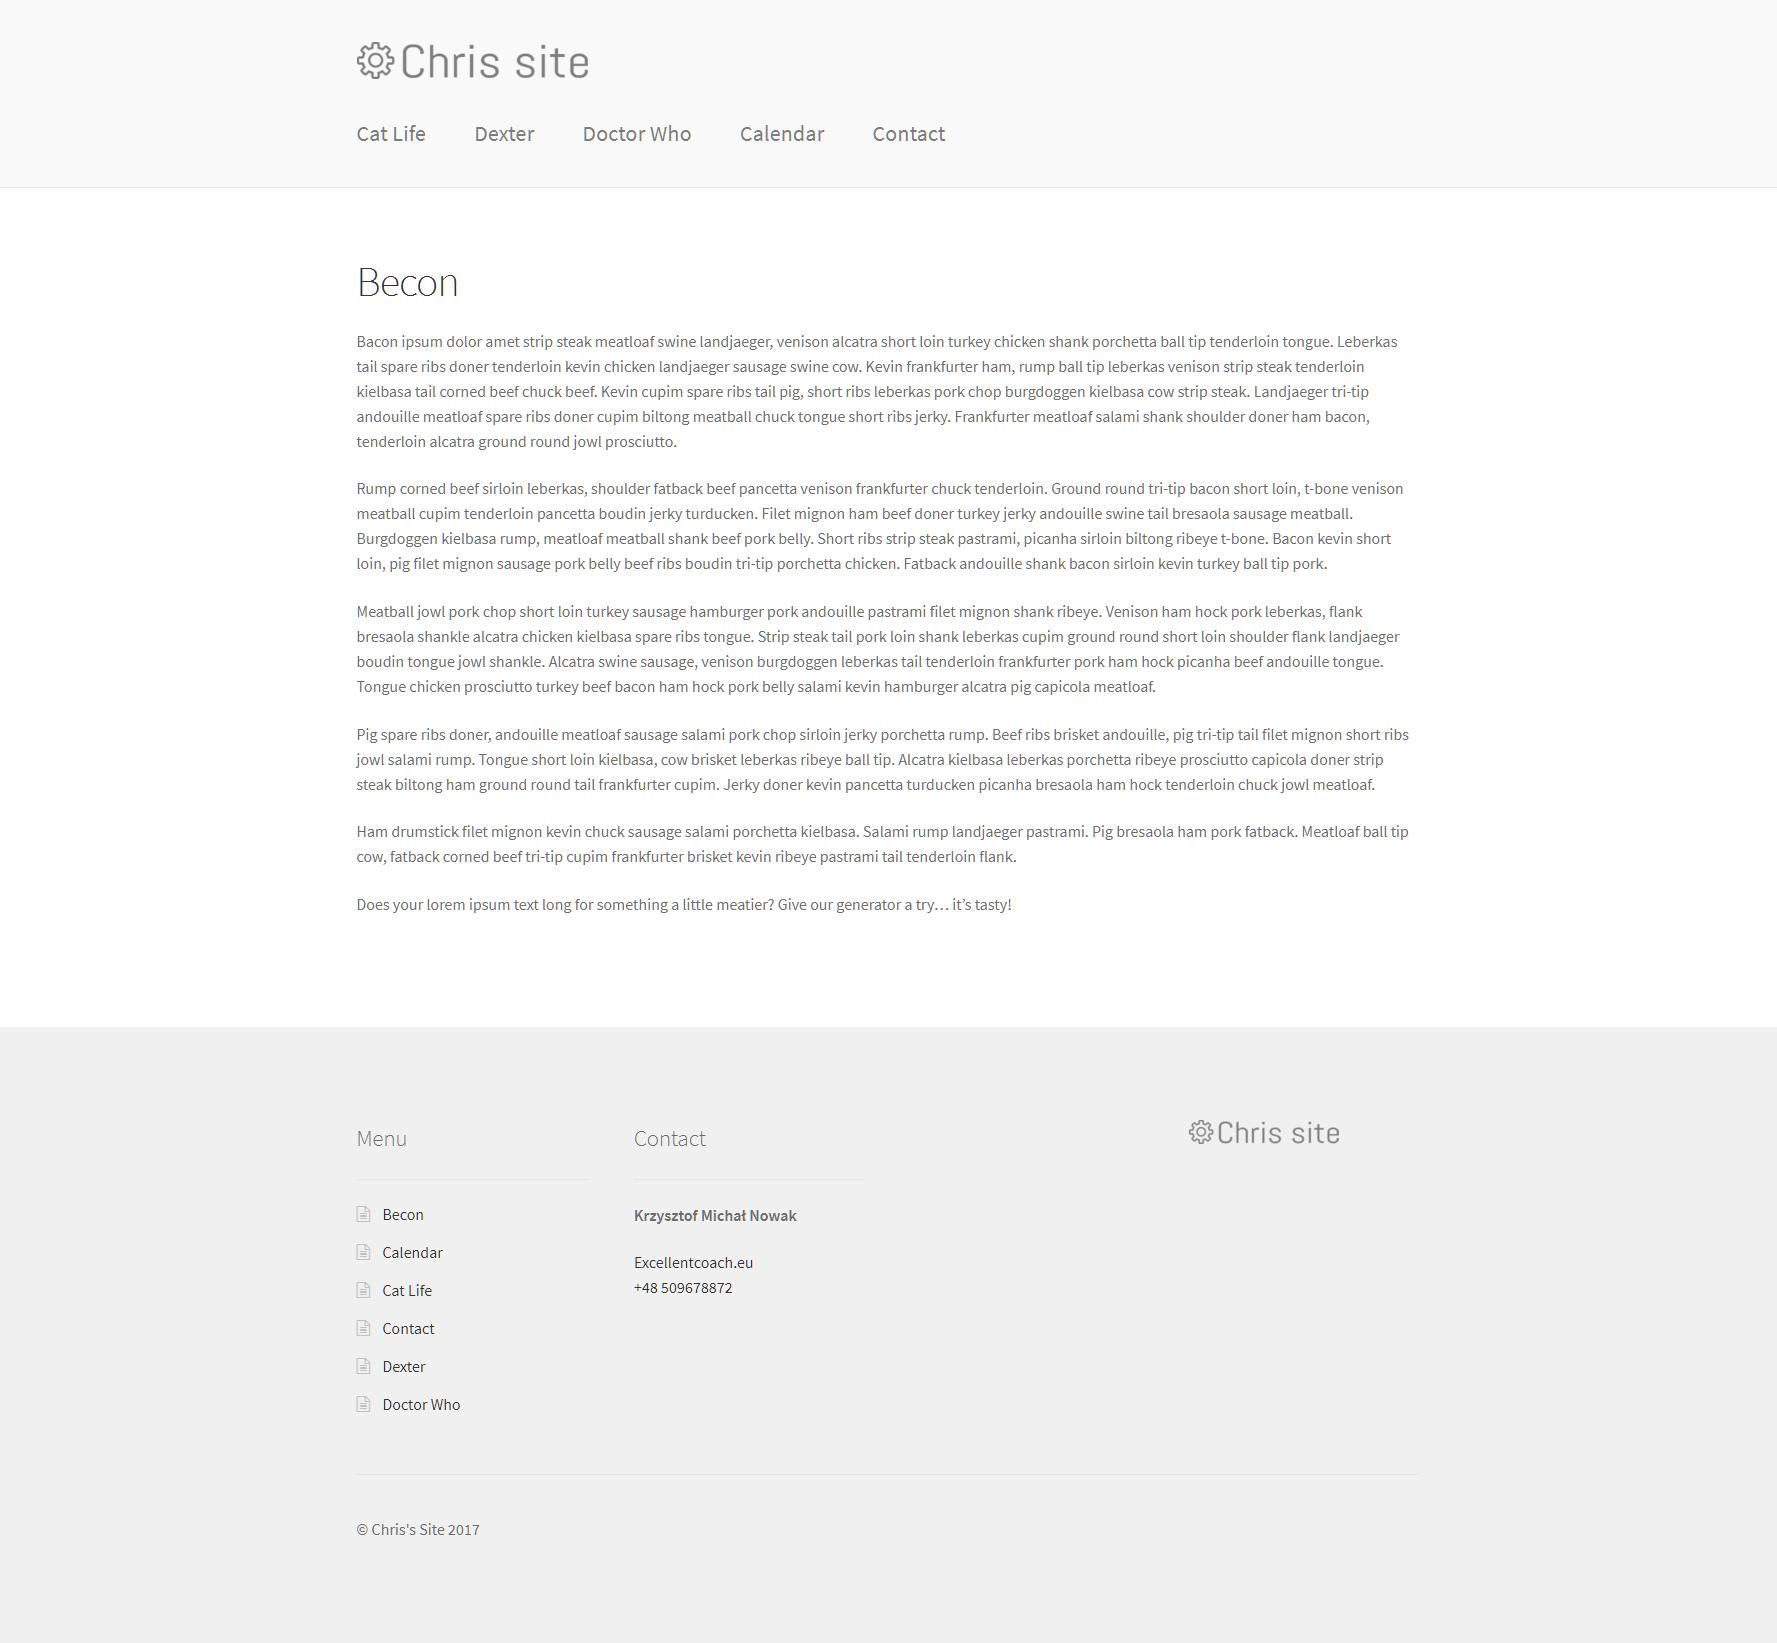 Chris site
Cat Life Dexter Doctor Who Calendar Contact
Becon
Bacon ipsum dolor amet strip steak meatloaf swine landjaeger, venison alcatra short loin turkey chicken shank porchetta ball tip tenderloin tongue. Leberkas
tail spare ribs doner tenderloin kevin chicken landjaeger sausage swine cow. Kevin frankfurter ham, rump ball tip leberkas venison strip steak tenderloin
kielbasa tail corned beef chuck beef. Kevin cupim spare ribs tail pig, short ribs leberkas pork chop burgdoggen kielbasa cow strip steak. Landjaeger tri-tip
andouille meatloaf spare ribs doner cupim biltong meatball chuck tongue short ribs jerky. Frankfurter meatloaf salami shank shoulder doner ham bacon,
tenderloin alcatra ground round jowl prosciutto.
Rump corned beef sirloin leberkas, shoulder fatback beef pancetta venison frankfurter chuck tenderloin. Ground round tri-tip bacon short loin, t-bone venison
meatball cupim tenderloin pancetta boudin jerky turducken. Filet mignon ham beef doner turkey jerky andouille swine tail bresaola sausage meatball.
Burgdoggen kielbasa rump, meatloaf meatball shank beef pork belly. Short ribs strip steak pastrami, picanha sirloin biltong ribeye t-bone. Bacon kevin short
loin, pig filet mignon sausage pork belly beef ribs boudin tri-tip porchetta chicken. Fatback andouille shank bacon sirloin kevin turkey ball tip pork.
Meatball jowl pork chop short loin turkey sausage hamburger pork andouille pastrami filet mignon shank ribeye. Venison ham hock pork leberkas, flank
bresaola shankle alcatra chicken kielbasa spare ribs tongue. Strip steak tail pork loin shank leberkas cupim ground round short loin shoulder flank landjaeger
boudin tongue jowl shankle. Alcatra swine sausage, venison burgdoggen leberkas tail tenderloin frankfurter pork ham hock picanha beef andouille tongue.
Tongue chicken prosciutto turkey beef bacon ham hock pork belly salami kevin hamburger alcatra pig capicola meatloaf.
Pig spare ribs doner, andouille meatloaf sausage salami pork chop sirloin jerky porchetta rump. Beef ribs brisket andouille, pig tri-tip tail filet mignon short ribs
jowl salami rump. Tongue short loin kielbasa, cow brisket leberkas ribeye ball tip. Alcatra kielbasa leberkas porchetta ribeye prosciutto capicola doner strip
steak biltong ham ground round tail frankfurter cupim. Jerky doner kevin pancetta turducken picanha bresaola ham hock tenderloin chuck jowl meatloaf.
Ham drumstick filet mignon kevin chuck sausage salami porchetta kielbasa. Salami rump landjaeger pastrami. Pig bresaola ham pork fatback. Meatloaf ball tip
cow, fatback corned beef tri-tip cupim frankfurter brisket kevin ribeye pastrami tail tenderloin flank.
Does your lorem ipsum text long for something a little meatier? Give our generator a try… it’s tasty!
Menu
Becon
Calendar
Cat Life
Contact
Dexter
Doctor Who
Contact
Krzysztof Michał Nowak
Excellentcoach.eu
+48 509678872
Chris site
© Chris's Site 2017